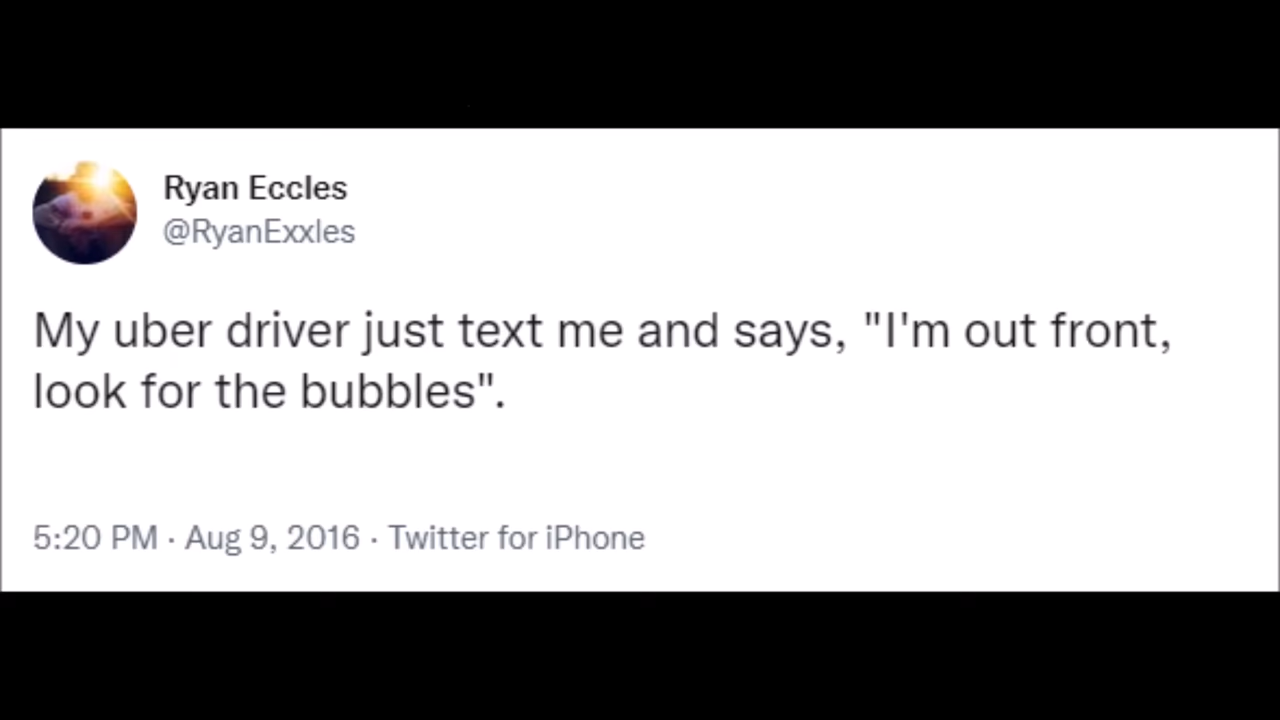 Ryan Eccles
@RyanExxles
My uber driver just text me and says, "I'm out front,
look for the bubbles".
5:20 PM · Aug 9, 2016 · Twitter for iPhone